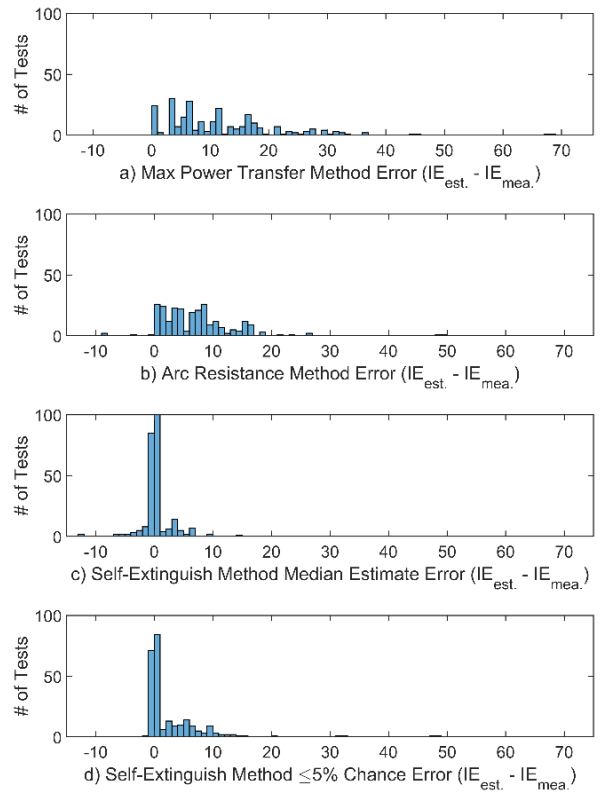 100
50
0
# of Tests
-10 0 10 20 30 40 50 60 70
a) Max Power Transfer Method Error (IEest. - IEmea.)
100
50
0
# of Tests
-10 0 10 20 30 40 50 60 70
b) Arc Resistance Method Error (IEest. - IEmea.)
100
50
0
# of Tests
-10 0 10 20 30 40 50 60 70
c) Self-Extinguish Method Median Estimate Error (IEest. - IEmea.)
100
50
0
# of Tests
-10 0 10 20 30 40 50 60 70
d) Self-Extinguish Method ≤5% Chance Error (IEest. - IEmea.)